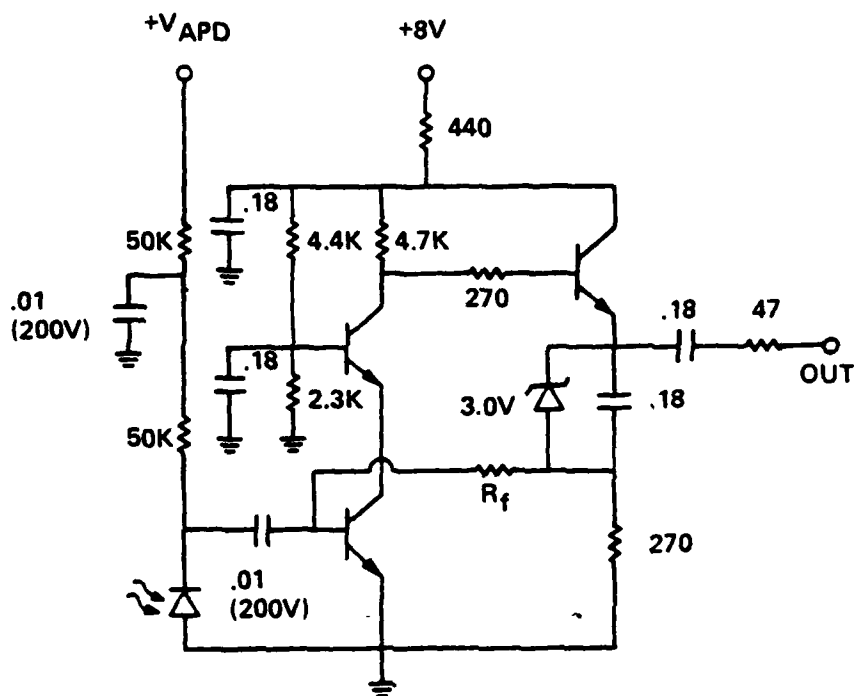 +V_APD
+8V
440
.18
50K
4.4K
4.7K
.01
(200V)
270
.18
47
OUT
.18
2.3K
3.0V
.18
50K
R_f
270
.01
(200V)